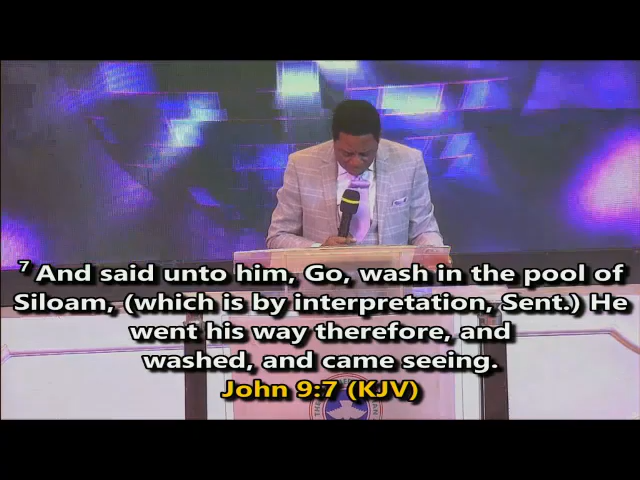 7 And said unto him, Go, wash in the pool of
Siloam, (which is by interpretation, Sent.) He
went his way therefore, and
washed, and came seeing.
John 9:7 (KJV)
THE